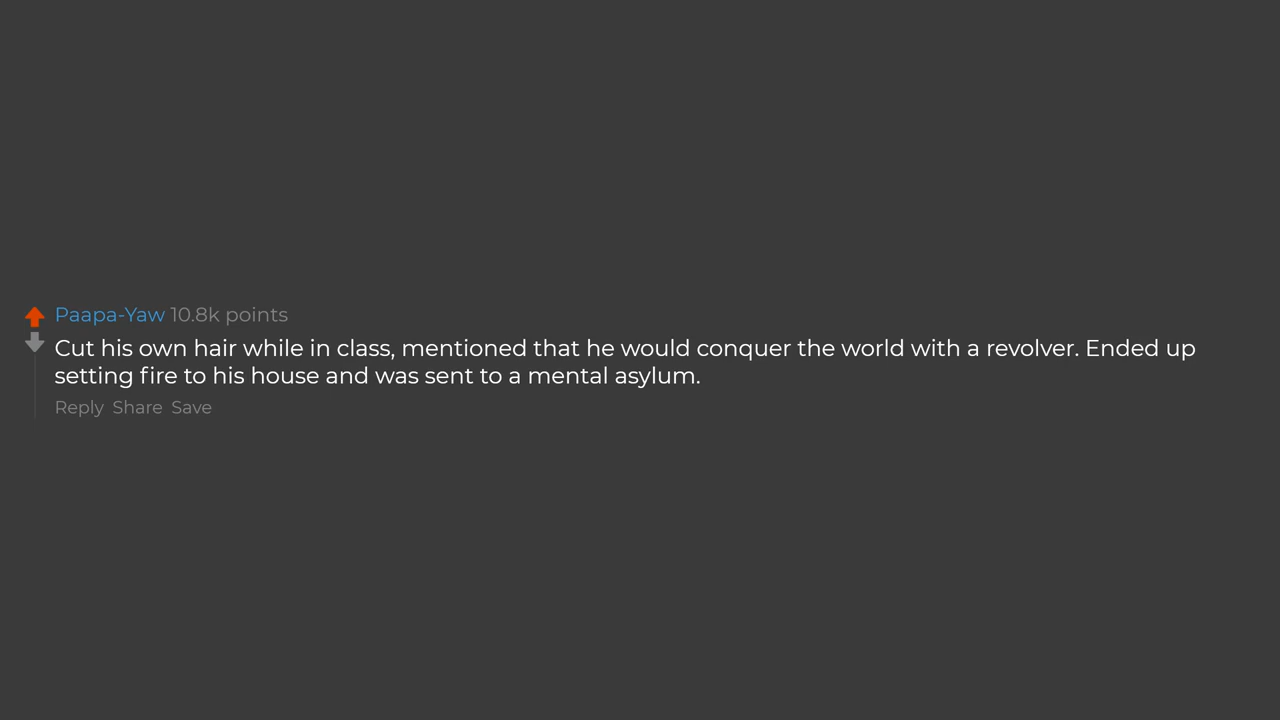 Paapa-Yaw 10.8k points
Cut his own hair while in class, mentioned that he would conquer the world with a revolver. Ended up
setting fire to his house and was sent to a mental asylum.
Reply Share Save